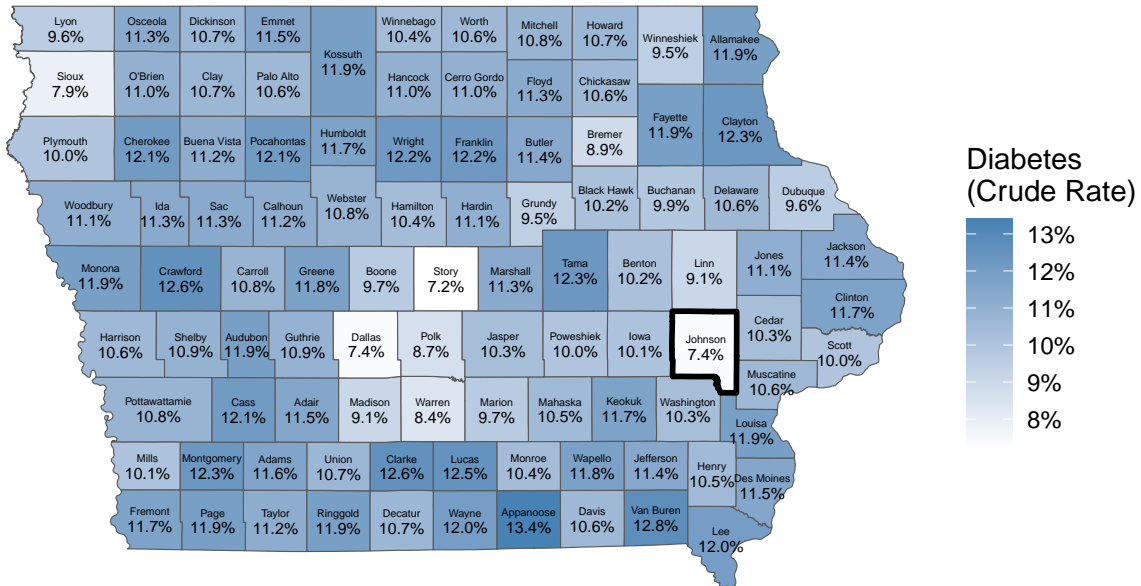 Lyon
9.6%
Osceola
11.3%
Dickinson
10.7%
Emmet
11.5%
Kossuth
11.9%
Winnebago
10.4%
Worth
10.6%
Mitchell
10.8%
Howard
10.7%
Winneshiek
9.5%
Allamakee
11.9%
Sioux
7.9%
O'Brien
11.0%
Clay
10.7%
Palo Alto
10.6%
Hancock
11.0%
Cerro Gordo
11.0%
Floyd
11.3%
Chickasaw
10.6%
Fayette
11.9%
Clayton
12.3%
Plymouth
10.0%
Cherokee
12.1%
Buena Vista
11.2%
Pocahontas
12.1%
Humboldt
11.7%
Wright
12.2%
Franklin
12.2%
Butler
11.4%
Bremer
8.9%
Woodbury
11.1%
Ida
11.3%
Sac
11.3%
Calhoun
11.2%
Webster
10.8%
Hamilton
10.4%
Hardin
11.1%
Grundy
9.5%
Black Hawk
10.2%
Buchanan
9.9%
Delaware
10.6%
Dubuque
9.6%
Monona
11.9%
Crawford
12.6%
Carroll
10.8%
Greene
11.8%
Boone
9.7%
Story
7.2%
Marshall
11.3%
Tama
12.3%
Benton
10.2%
Linn
9.1%
Jones
11.1%
Jackson
11.4%
Clinton
11.7%
Harrison
10.6%
Shelby
10.9%
Audubon
11.9%
Guthrie
10.9%
Dallas
7.4%
Polk
8.7%
Jasper
10.3%
Poweshiek
10.0%
Iowa
10.1%
Johnson
7.4%
Cedar
10.3%
Scott
10.0%
Muscatine
10.6%
Pottawattamie
10.8%
Cass
12.1%
Adair
11.5%
Madison
9.1%
Warren
8.4%
Marion
9.7%
Mahaska
10.5%
Keokuk
11.7%
Washington
10.3%
Louisa
11.9%
Mills
10.1%
Montgomery
12.3%
Adams
11.6%
Union
10.7%
Clarke
12.6%
Lucas
12.5%
Monroe
10.4%
Wapello
11.8%
Jefferson
11.4%
Henry
10.5%
Des Moines
11.5%
Fremont
11.7%
Page
11.9%
Taylor
11.2%
Ringgold
11.9%
Decatur
10.7%
Wayne
12.0%
Appanoose
13.4%
Davis
10.6%
Van Buren
12.8%
Lee
12.0%
Diabetes
(Crude Rate)
13%
12%
11%
10%
9%
8%